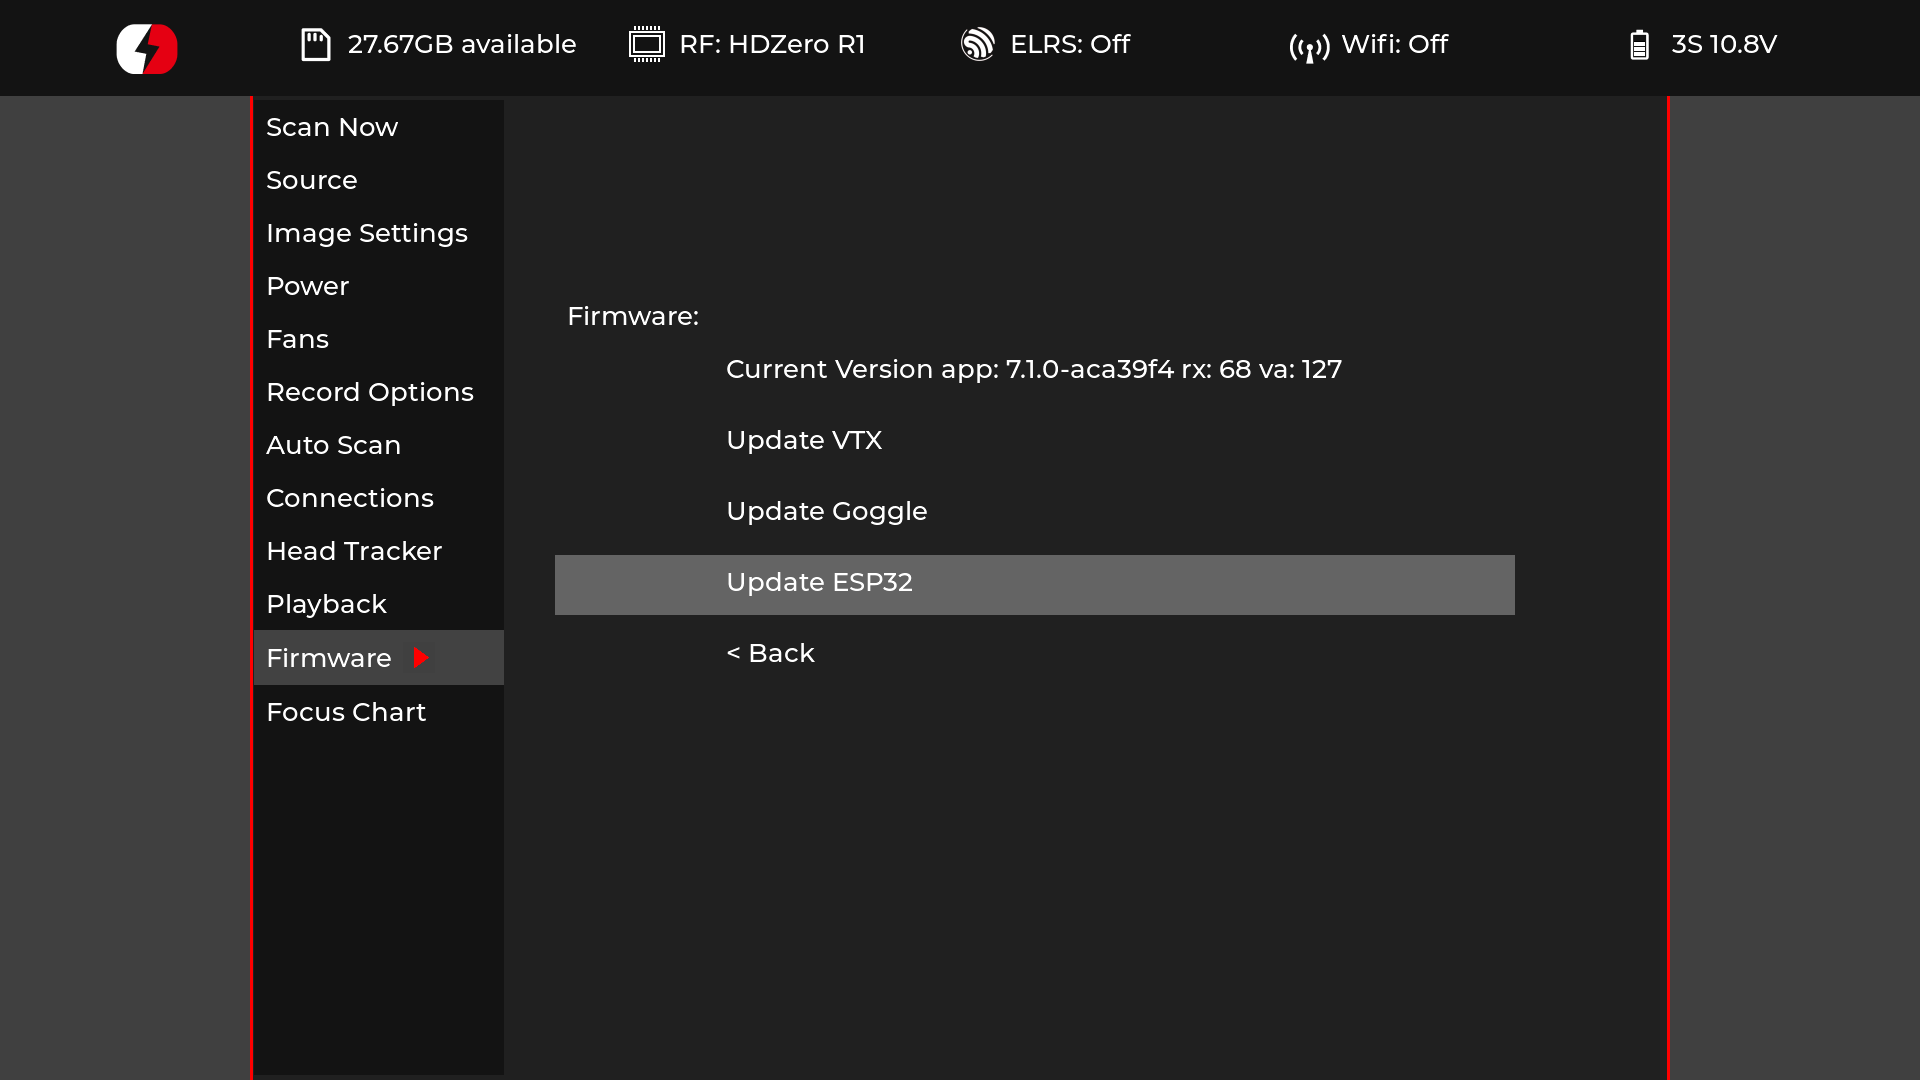 27.67GB available
RF: HDZero R1
ELRS: Off
Wifi: Off
3S 10.8V
Scan Now
Source
Image Settings
Power
Fans
Record Options
Auto Scan
Connections
Head Tracker
Playback
Firmware
Focus Chart
Firmware:
Current Version app: 7.1.0-aca39f4 rx: 68 va: 127
Update VTX
Update Goggle
Update ESP32
< Back